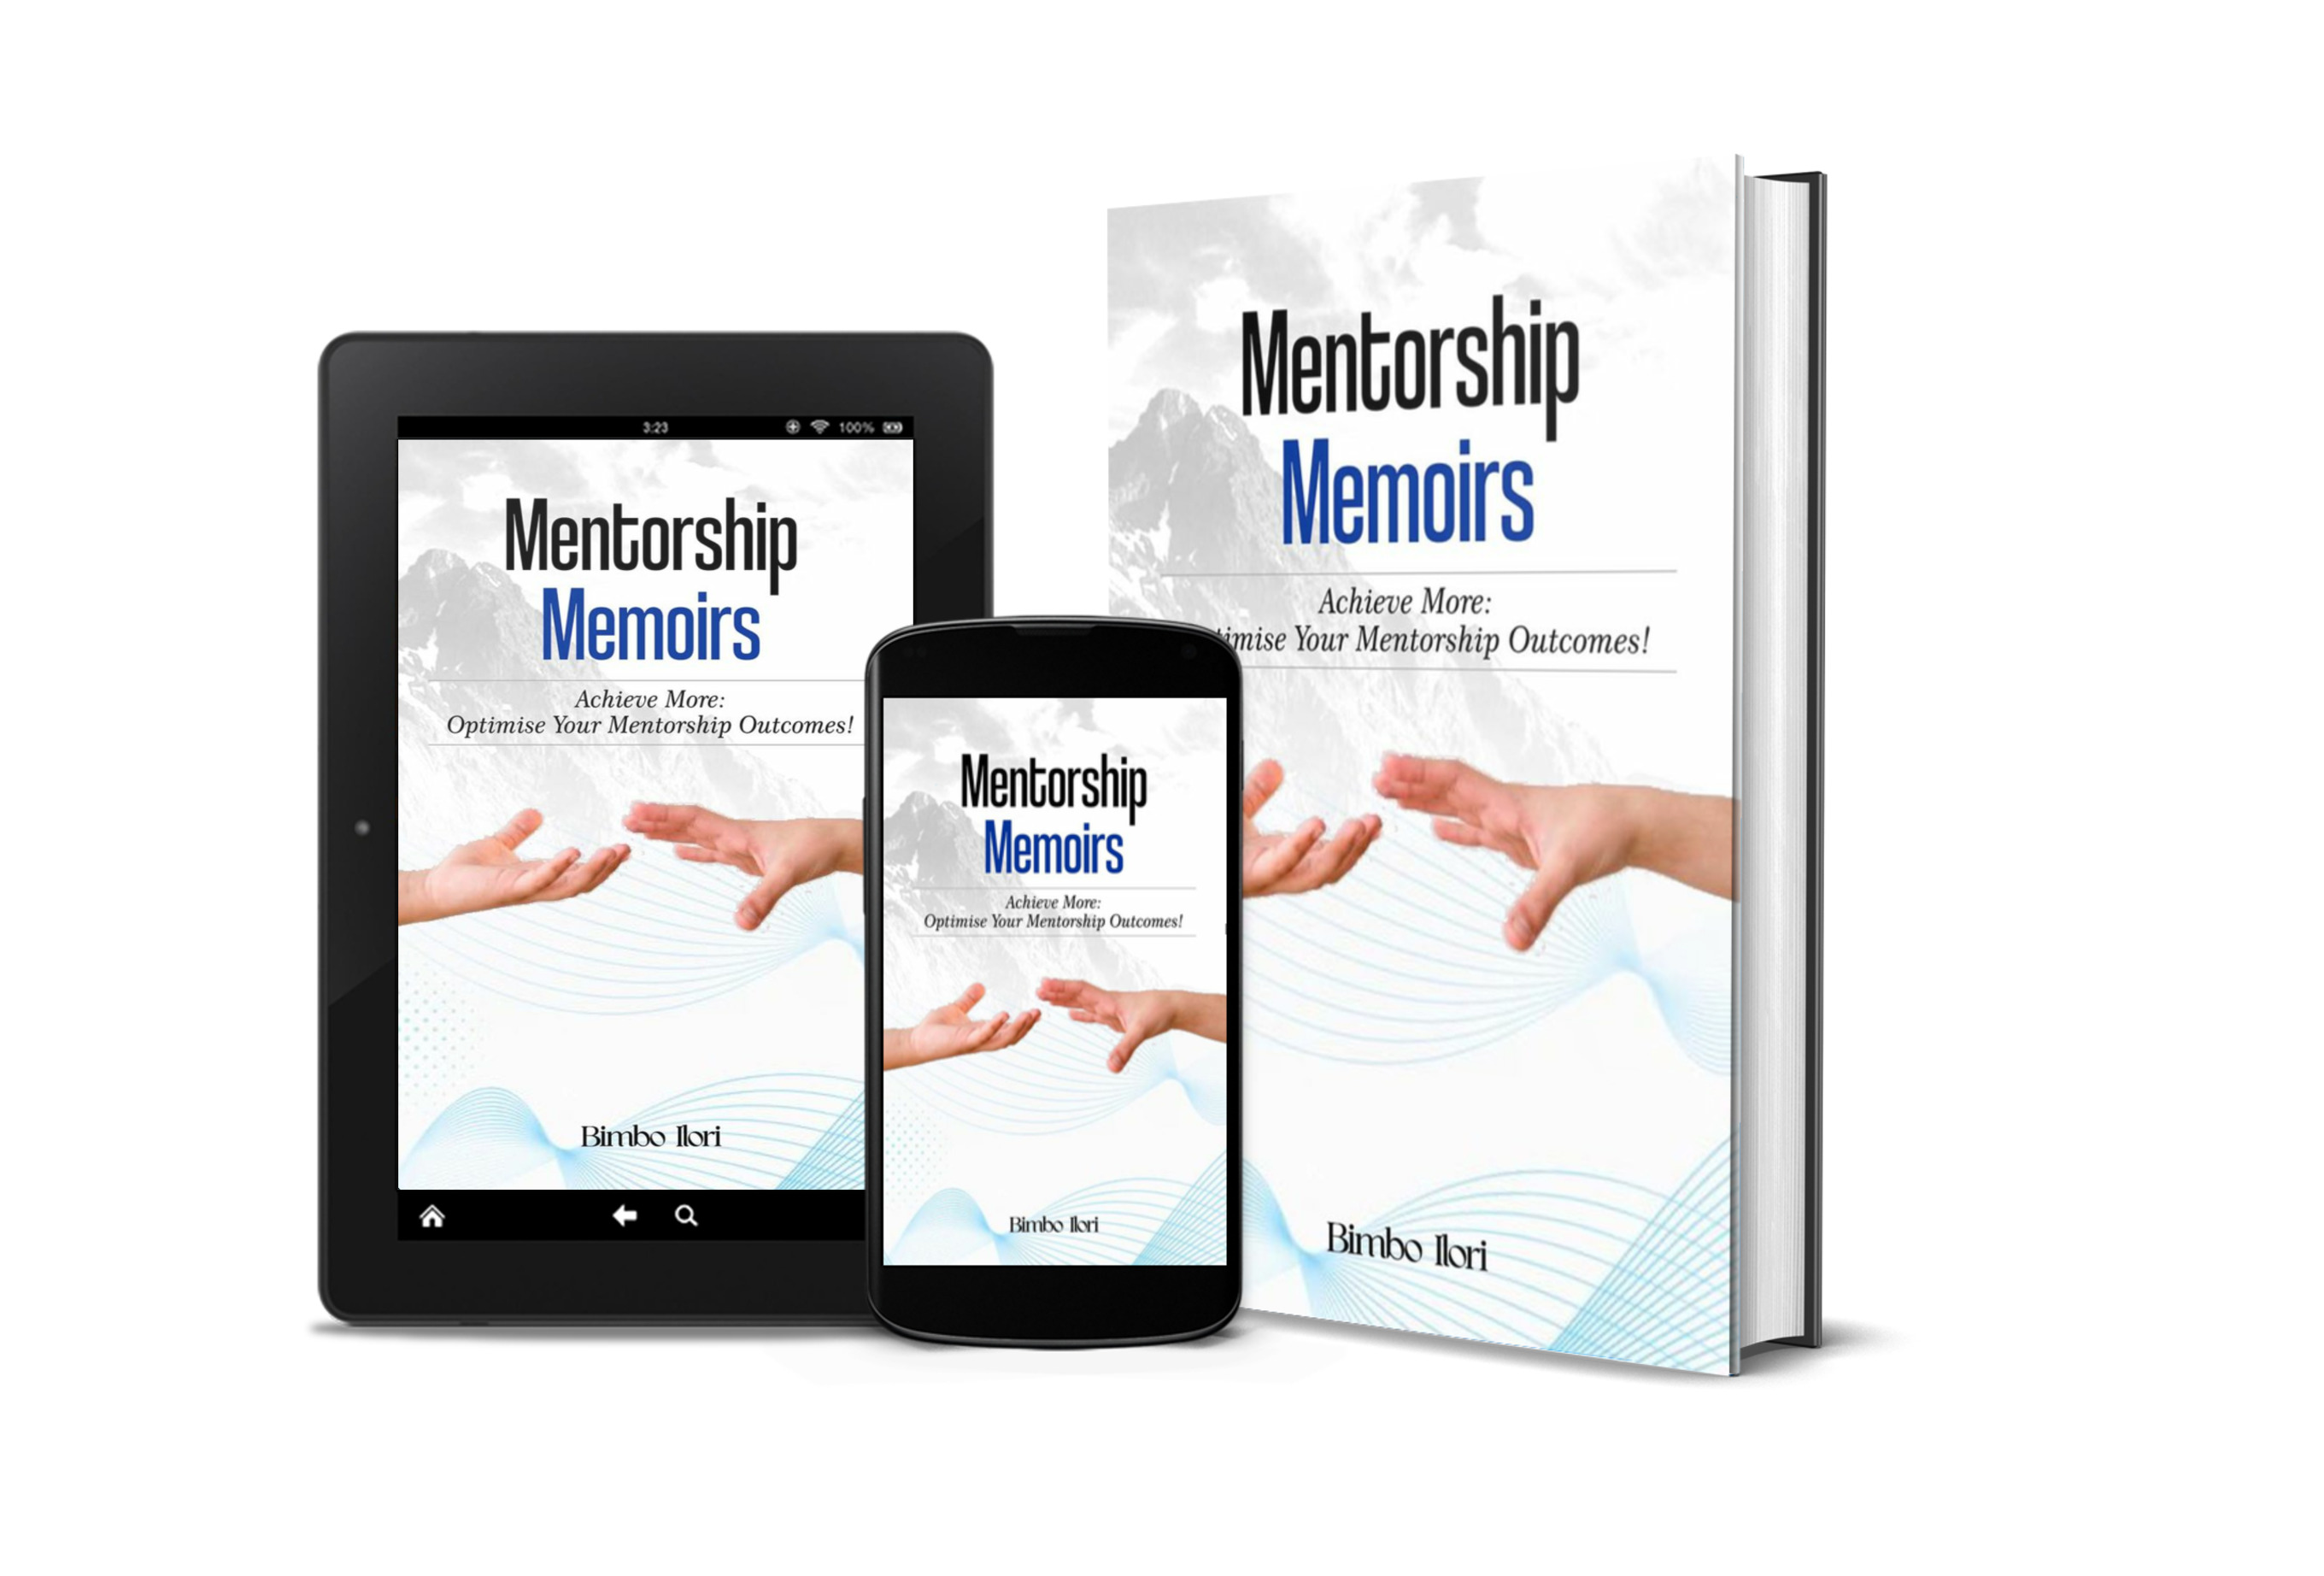 3:23
100%
Mentorship
Memoirs
Achieve More:
Optimise Your Mentorship Outcomes!
Bimbo Ilori
Mentorship
Memoirs
Achieve More:
Optimise Your Mentorship Outcomes!
Bimbo Ilori
Mentorship
Memoirs
Achieve More:
Your Mentorship Outcomes!
Bimbo Ilori